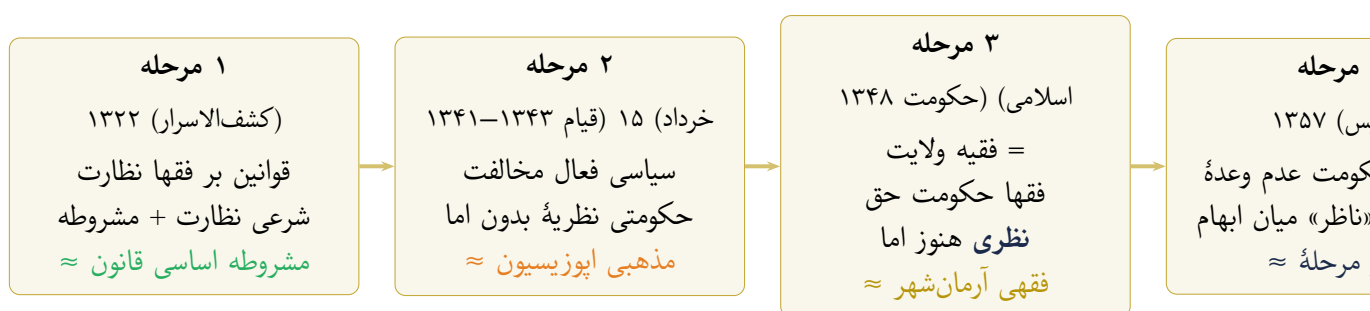 ۱ مرحله
(کشف‌الاسرار) ۱۳۲۲
قوانین بر فقها نظارت
شرعی نظارت + مشروطه
مشروطه اساسی قانون ≈
۲ مرحله
خرداد) ۱۵ (قیام ۱۳۴۱–۱۳۴۳
سیاسی فعال مخالفت
حکومتی نظریهٔ بدون اما
مذهبی اپوزیسیون ≈
۳ مرحله
اسلامی) (حکومت ۱۳۴۸
= فقیه ولایت
فقها حکومت حق
نظری هنوز اما
فقهی آرمان‌شهر ≈
مرحله
۱۳۵۷
عدم وعدهٔ
«ناظر» میان ابهام
مرحلهٔ ≈